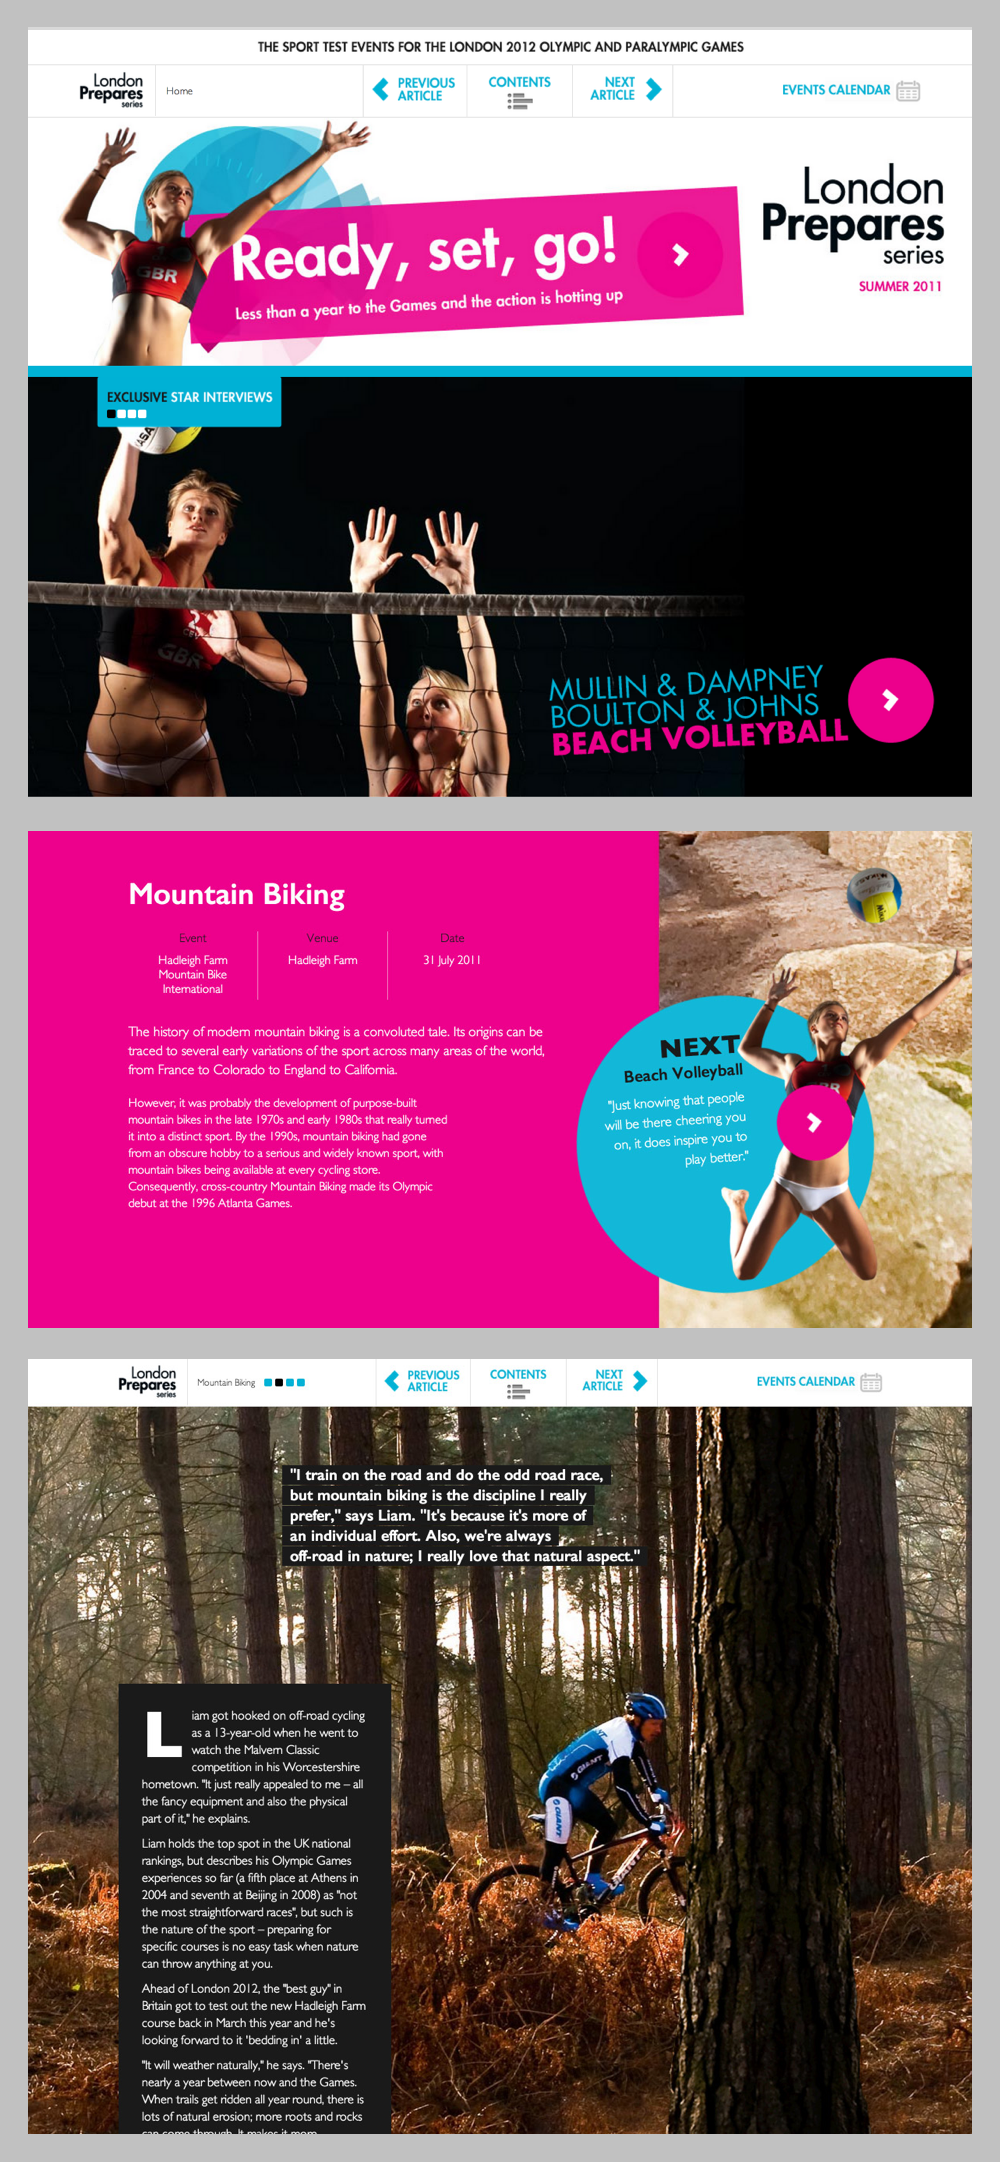 THE SPORT TEST EVENTS FOR THE LONDON 2012 OLYMPIC AND PARALYMPIC GAMES
London
Prepares
series
Home
PREVIOUS
ARTICLE
CONTENTS
NEXT
ARTICLE
EVENTS CALENDAR
GBR
Ready, set, go!
Less than a year to the Games and the action is hotting up
London
Prepares
series
SUMMER 2011
EXCLUSIVE STAR INTERVIEWS
GBR
MULLIN & DAMPNEY
BOULTON & JOHNS
BEACH VOLLEYBALL
Mountain Biking
Event
Hadleigh Farm
Mountain Bike
International
Venue
Hadleigh Farm
Date
31 July 2011
The history of modern mountain biking is a convoluted tale. Its origins can be
traced to several early variations of the sport across many areas of the world,
from France to Colorado to England to California.
However, it was probably the development of purpose-built
mountain bikes in the late 1970s and early 1980s that really turned
it into a distinct sport. By the 1990s, mountain biking had gone
from an obscure hobby to a serious and widely known sport, with
mountain bikes being available at every cycling store.
Consequently, cross-country Mountain Biking made its Olympic
debut at the 1996 Atlanta Games.
MIKASA
NEXT
Beach Volleyball
"Just knowing that people
will be there cheering you
on, it does inspire you to
play better."
London
Prepares
series
Mountain Biking
PREVIOUS
ARTICLE
CONTENTS
NEXT
ARTICLE
EVENTS CALENDAR
"I train on the road and do the odd road race,
but mountain biking is the discipline I really
prefer," says Liam. "It's because it's more of
an individual effort. Also, we're always
off-road in nature; I really love that natural aspect."
Liam got hooked on off-road cycling
as a 13-year-old when he went to
watch the Malvern Classic
competition in his Worcestershire
hometown. "It just really appealed to me – all
the fancy equipment and also the physical
part of it," he explains.
Liam holds the top spot in the UK national
rankings, but describes his Olympic Games
experiences so far (a fifth place at Athens in
2004 and seventh at Beijing in 2008) as "not
the most straightforward races", but such is
the nature of the sport – preparing for
specific courses is no easy task when nature
can throw anything at you.
Ahead of London 2012, the "best guy" in
Britain got to test out the new Hadleigh Farm
course back in March this year and he's
looking forward to it 'bedding in' a little.
"It will weather naturally," he says. "There's
nearly a year between now and the Games.
When trails get ridden all year round, there is
lots of natural erosion; more roots and rocks
can come through. It makes it more
GIANT
GIANT
GIANT